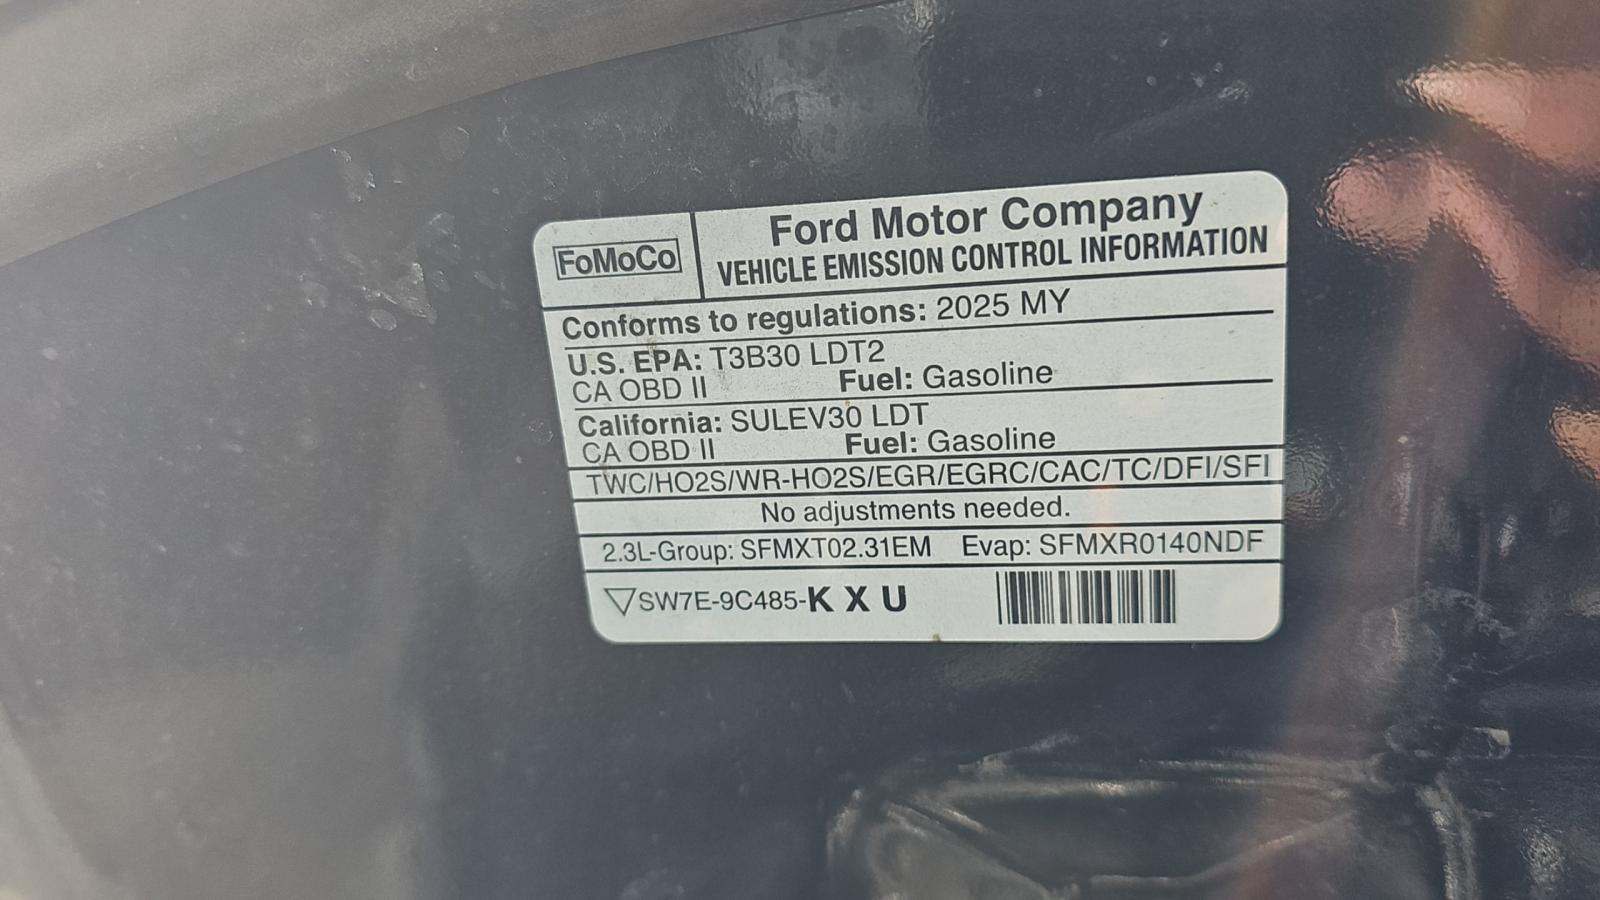 FoMoCo
Ford Motor Company
VEHICLE EMISSION CONTROL INFORMATION
Conforms to regulations: 2025 MY
U.S. EPA: T3B30 LDT2
CA OBD II Fuel: Gasoline
California: SULEV30 LDT
CA OBD II Fuel: Gasoline
TWC/HO2S/WR-HO2S/EGR/EGRC/CAC/TC/DFI/SFI
No adjustments needed.
2.3L-Group: SFMXT02.31EM Evap: SFMXR0140NDF
SW7E-9C485-K X U